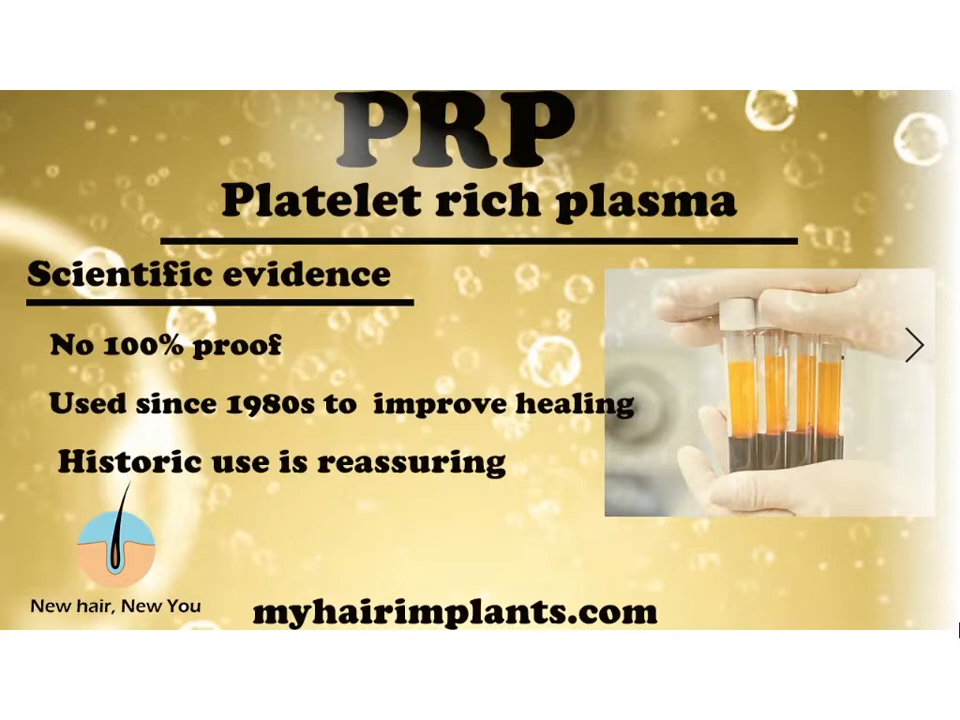 PRP
Platelet rich plasma
Scientific evidence
No 100% proof
Used since 1980s to improve healing
Historic use is reassuring
New hair, New You
myhairimplants.com